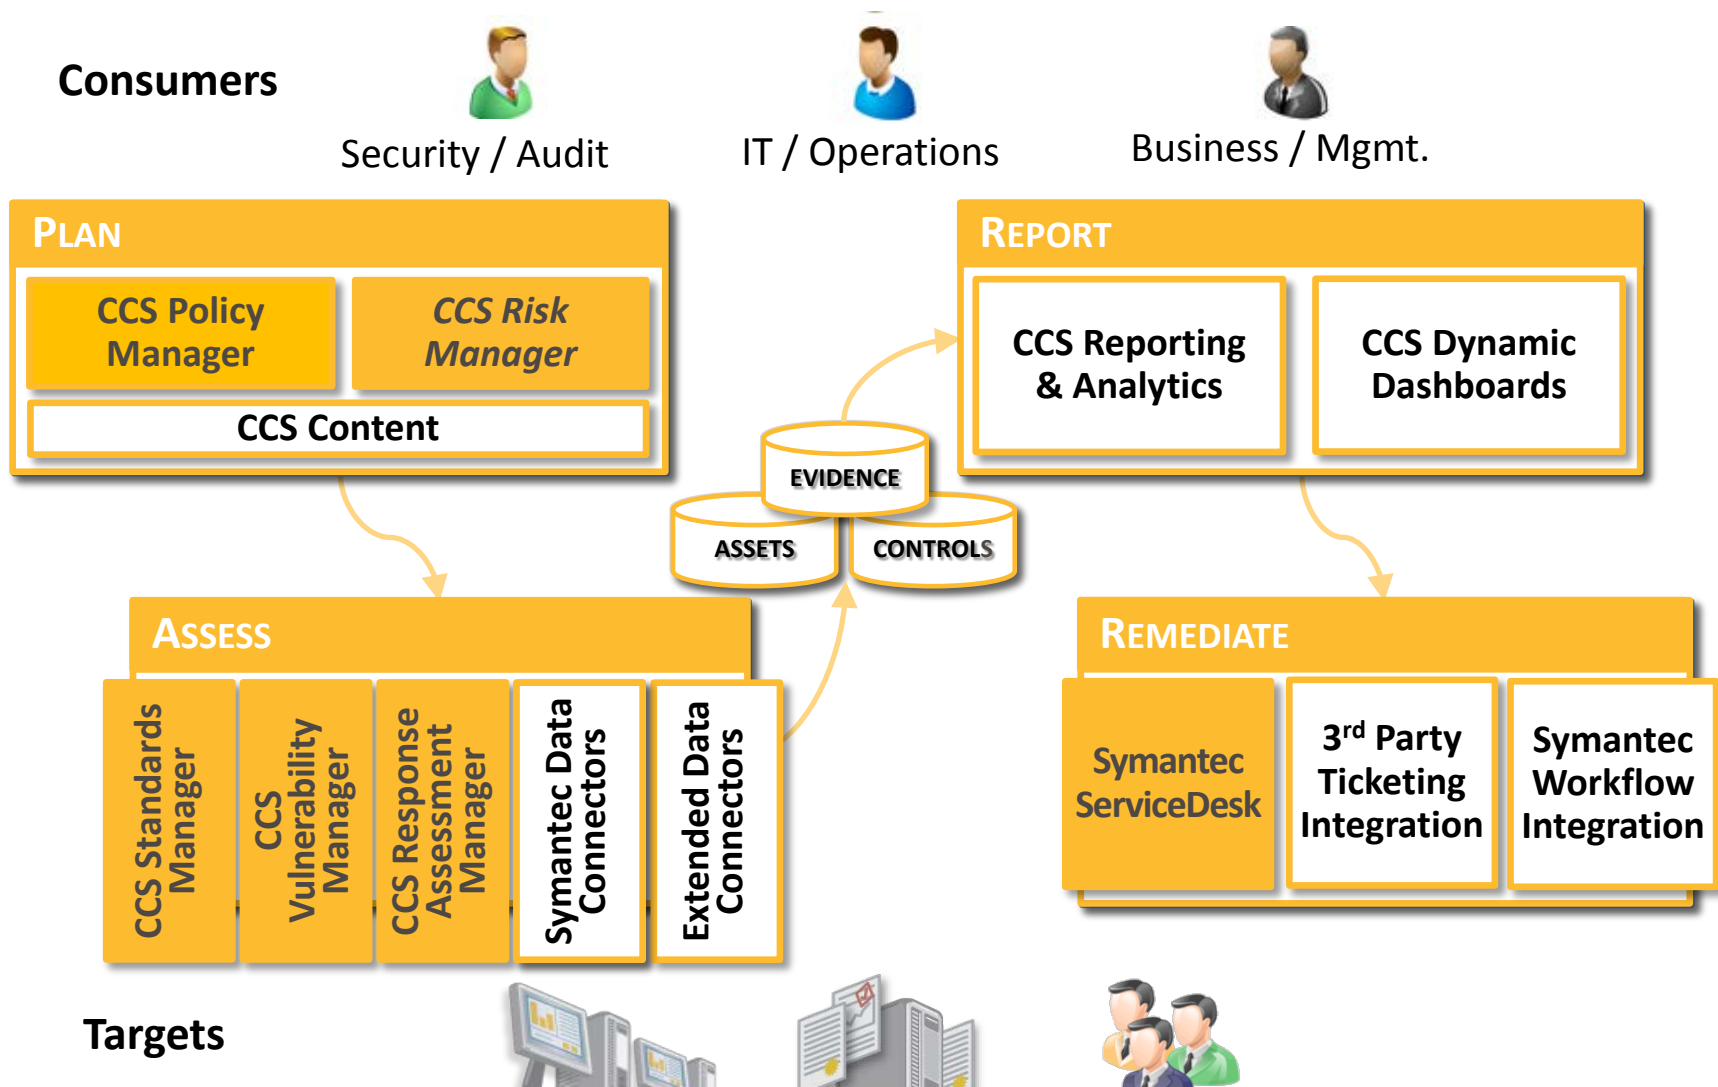 Consumers
Security / Audit
IT / Operations
Business / Mgmt.
PLAN
CCS Policy
Manager
CCS Risk
Manager
CCS Content
REPORT
CCS Reporting
& Analytics
CCS Dynamic
Dashboards
EVIDENCE
ASSETS
CONTROLS
ASSESS
CCS Standards
Manager
CCS
Vulnerability
Manager
CCS Response
Assessment
Manager
Symantec Data
Connectors
Extended Data
Connectors
REMEDIATE
Symantec
ServiceDesk
3rd Party
Ticketing
Integration
Symantec
Workflow
Integration
Targets